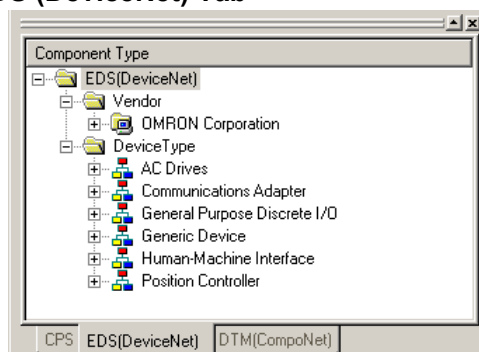 (DeviceNet) Tab
Component Type
EDS(DeviceNet)
Vendor
OMRON Corporation
DeviceType
AC Drives
Communications Adapter
General Purpose Discrete I/O
Generic Device
Human-Machine Interface
Position Controller
CPS EDS(DeviceNet) DTM(CompoNet)